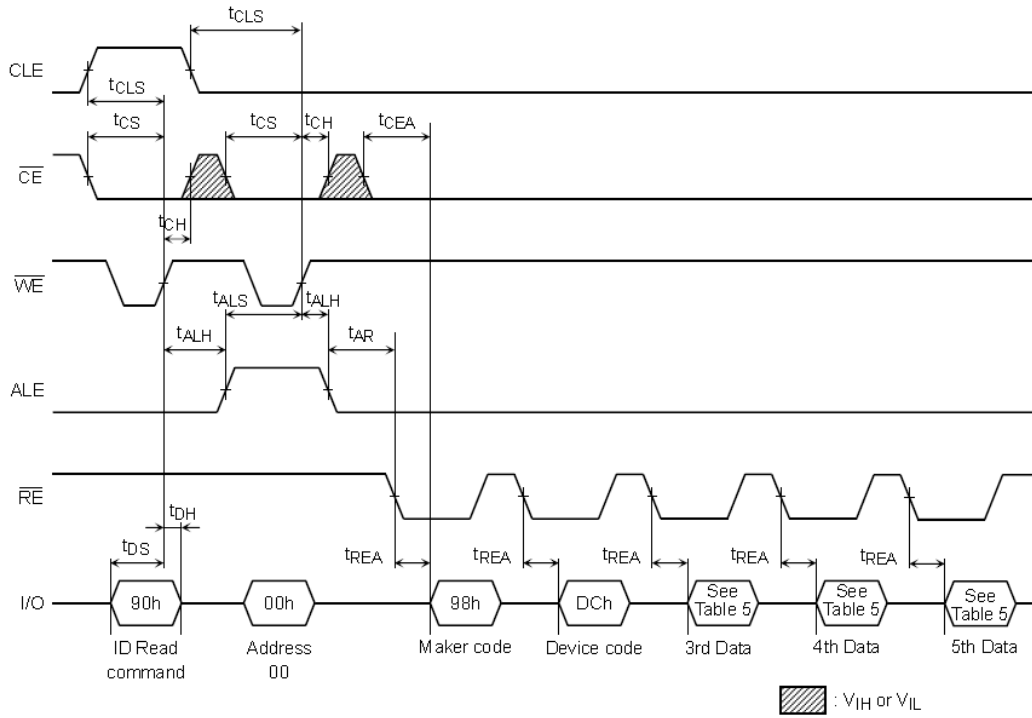 tCLS
CLE
tCLS
tCS
tCS
tCH
tCEA
CE
tCH
WE
tALS
tALH
tALH
tAR
ALE
RE
tDH
tDS
tREA
tREA
tREA
tREA
tREA
I/O
90h
00h
98h
DCh
See Table 5
See Table 5
See Table 5
ID Read command
Address 00
Maker code
Device code
3rd Data
4th Data
5th Data
: VIH or VIL